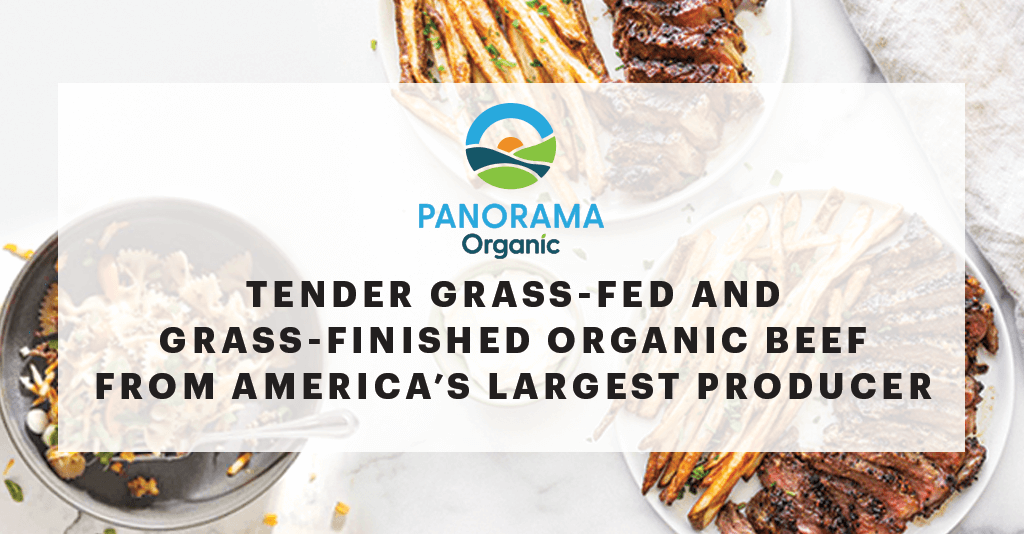 PANORAMA
Organic
TENDER GRASS-FED AND
GRASS-FINISHED ORGANIC BEEF
FROM AMERICA’S LARGEST PRODUCER